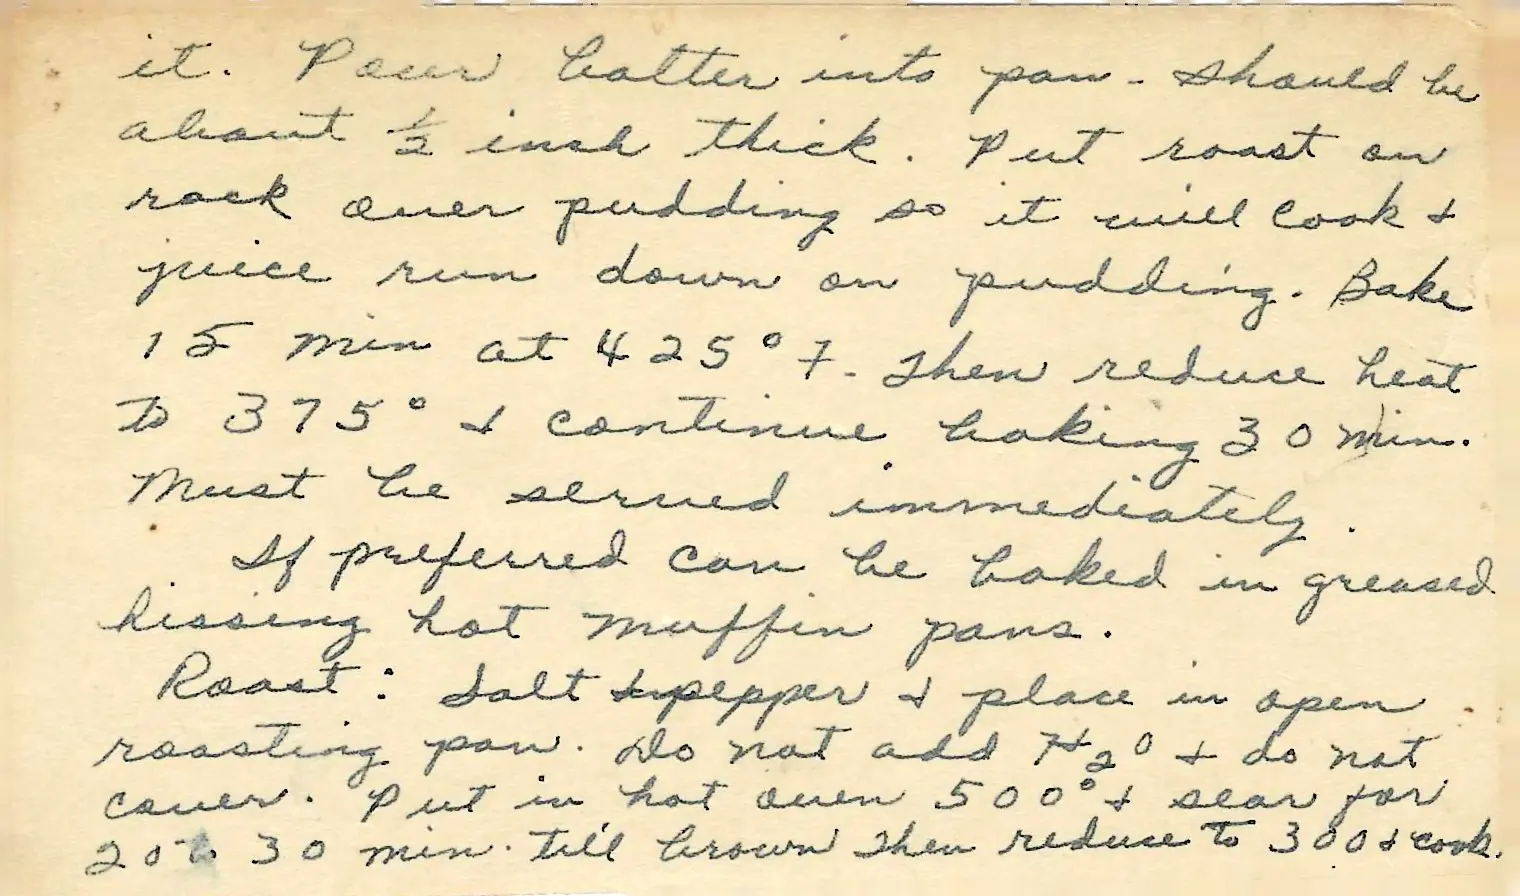 it. Pour batter into pan - should be
about ½ inch thick. Put roast on
rack over pudding so it will cook &
juice run down on pudding. Bake
15 min at 425° F. Then reduce heat
to 375° & continue baking 30 min.
Must be served immediately.
If preferred can be baked in greased
hissing hot muffin pans.
Roast: Salt & pepper & place in open
roasting pan. Do not add H₂O & do not
cover. Put in hot oven 500° & sear for
20 to 30 min. till brown then reduce to 300 & cook.